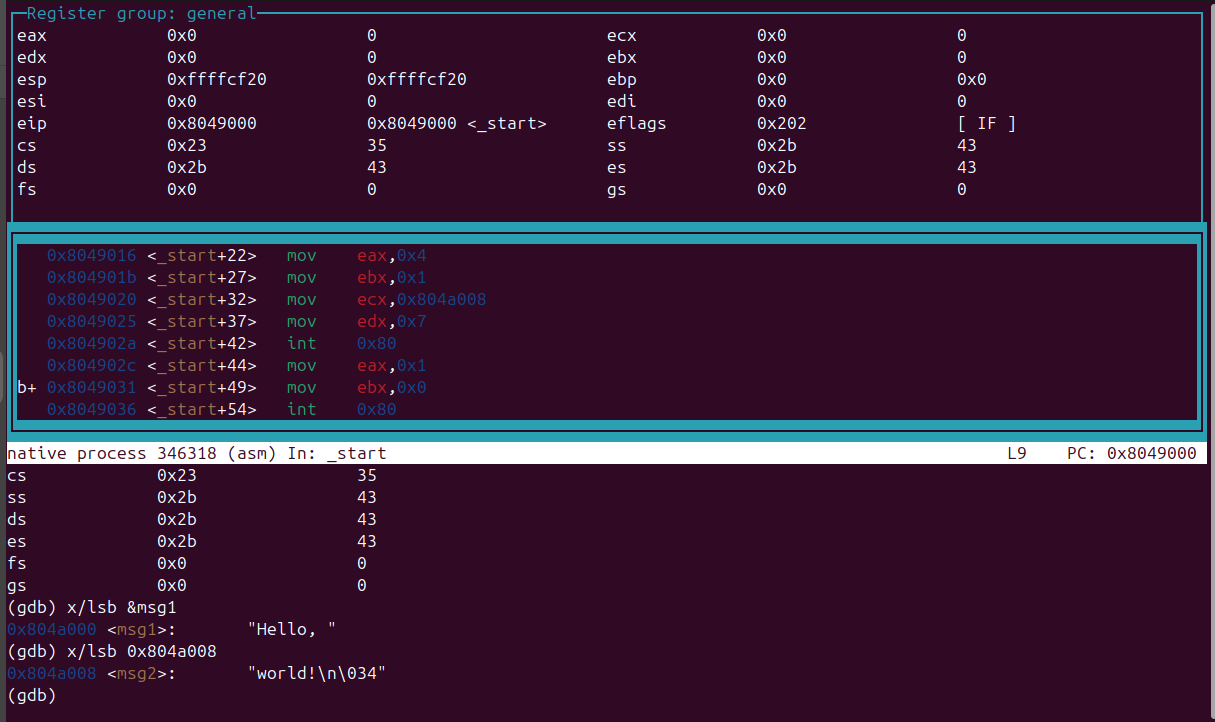 Register group: general
eax 0x0 0 ecx 0x0 0
edx 0x0 0 ebx 0x0 0
esp 0xffffcf20 0xffffcf20 ebp 0x0 0x0
esi 0x0 0 edi 0x0 0
eip 0x8049000 0x8049000 <_start> eflags 0x202 [ IF ]
cs 0x23 35 ss 0x2b 43
ds 0x2b 43 es 0x2b 43
fs 0x0 0 gs 0x0 0
0x8049016 <_start+22> mov eax,0x4
0x804901b <_start+27> mov ebx,0x1
0x8049020 <_start+32> mov ecx,0x804a008
0x8049025 <_start+37> mov edx,0x7
0x804902a <_start+42> int 0x80
0x804902c <_start+44> mov eax,0x1
b+ 0x8049031 <_start+49> mov ebx,0x0
0x8049036 <_start+54> int 0x80
native process 346318 (asm) In: _start L9 PC: 0x8049000
cs 0x23 35
ss 0x2b 43
ds 0x2b 43
es 0x2b 43
fs 0x0 0
gs 0x0 0
(gdb) x/lsb &msg1
0x804a000 <msg1>: "Hello, "
(gdb) x/lsb 0x804a008
0x804a008 <msg2>: "world!\n\034"
(gdb)